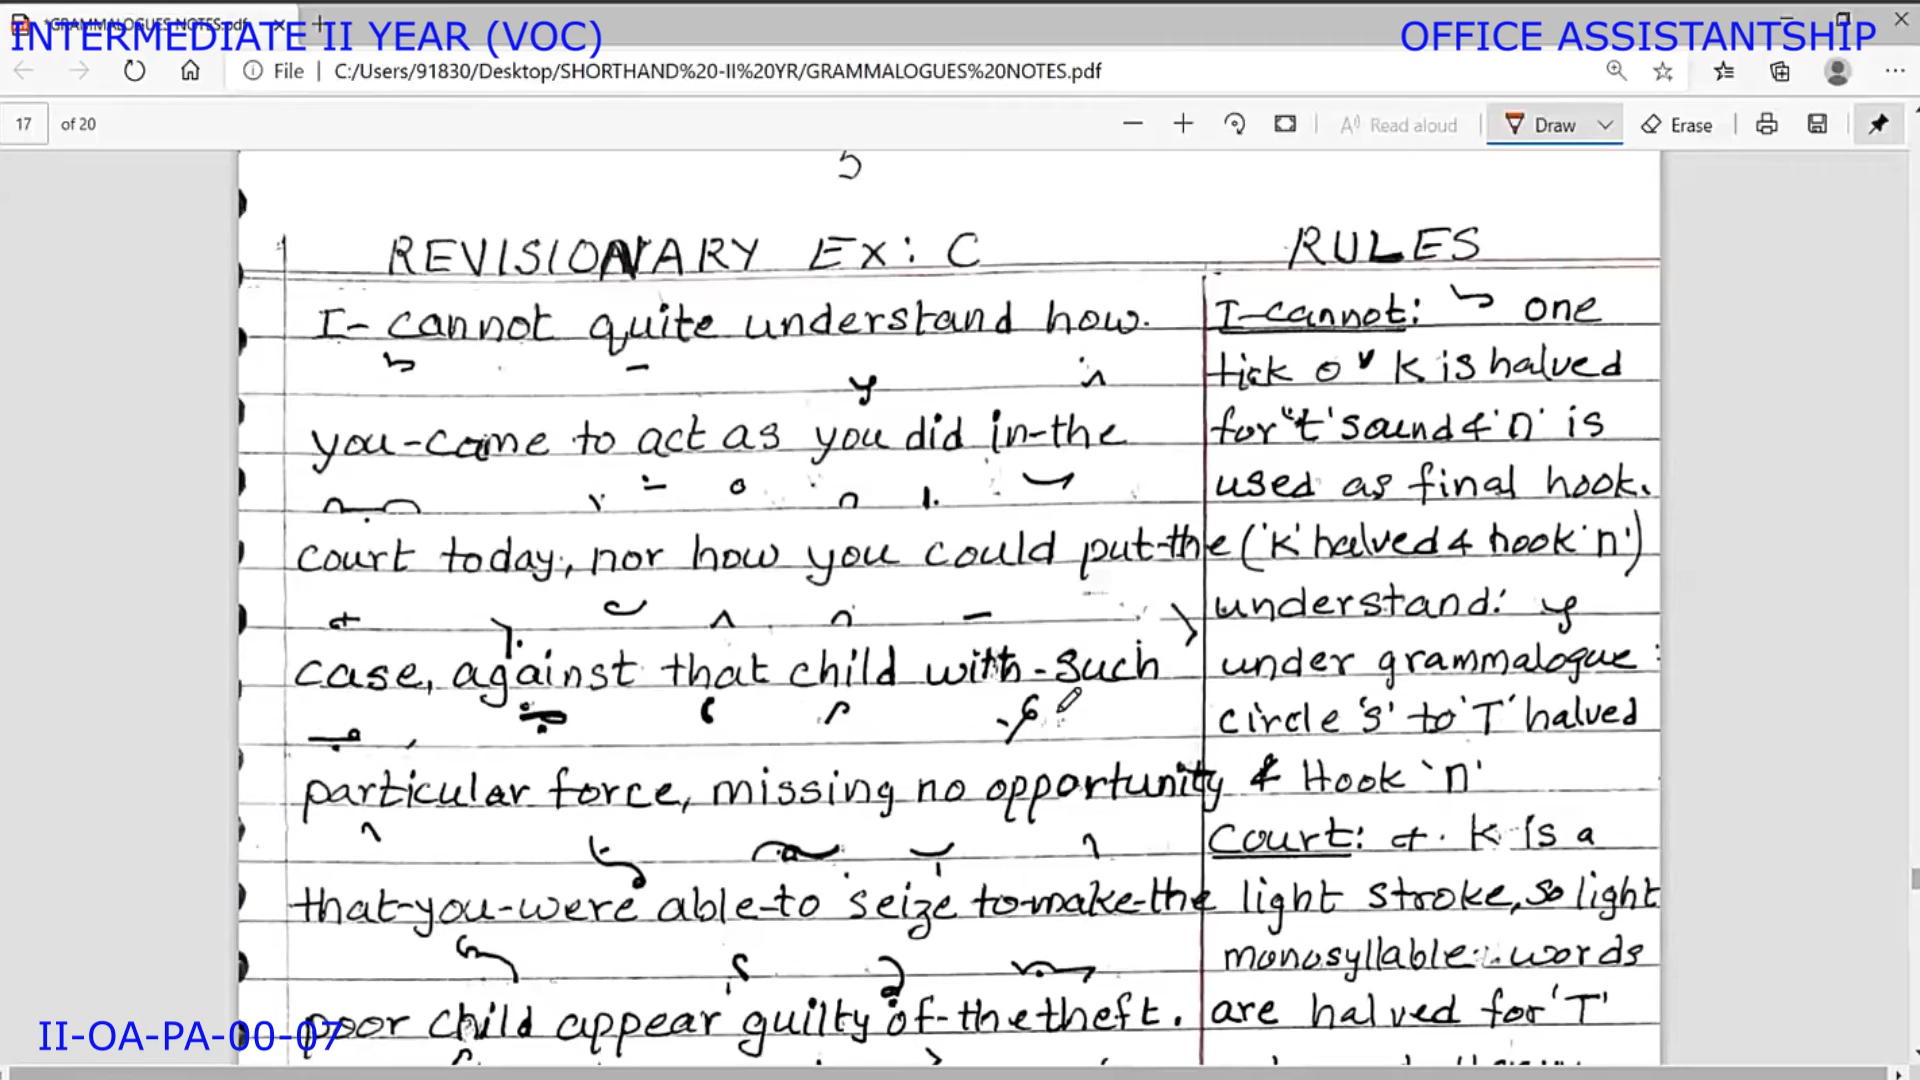 *GRAMMALOGUES NOTES.pdf
INTERMEDIATE II YEAR (VOC)
OFFICE ASSISTANTSHIP
File | C:/Users/91830/Desktop/SHORTHAND%20-II%20YR/GRAMMALOGUES%20NOTES.pdf
17 of 20
Read aloud
Draw
Erase
5
REVISIONARY EX: C
I-cannot quite understand how.
you-came to act as you did in-the
court today, nor how you could put-the
case, against that child with-such
particular force, missing no opportunity
that-you-were able-to seize to-make-the
poor child appear guilty of-the theft.
RULES
I-cannot: one
tick & K is halved
for 't' sound & 'n' is
used as final hook.
('K' halved & hook 'n')
understand:
under grammalogue
circle 's' to 'T' halved
& Hook 'n'
Court: K is a
light stroke, so light
monosyllable words
are halved for 'T'
II-OA-PA-00-07